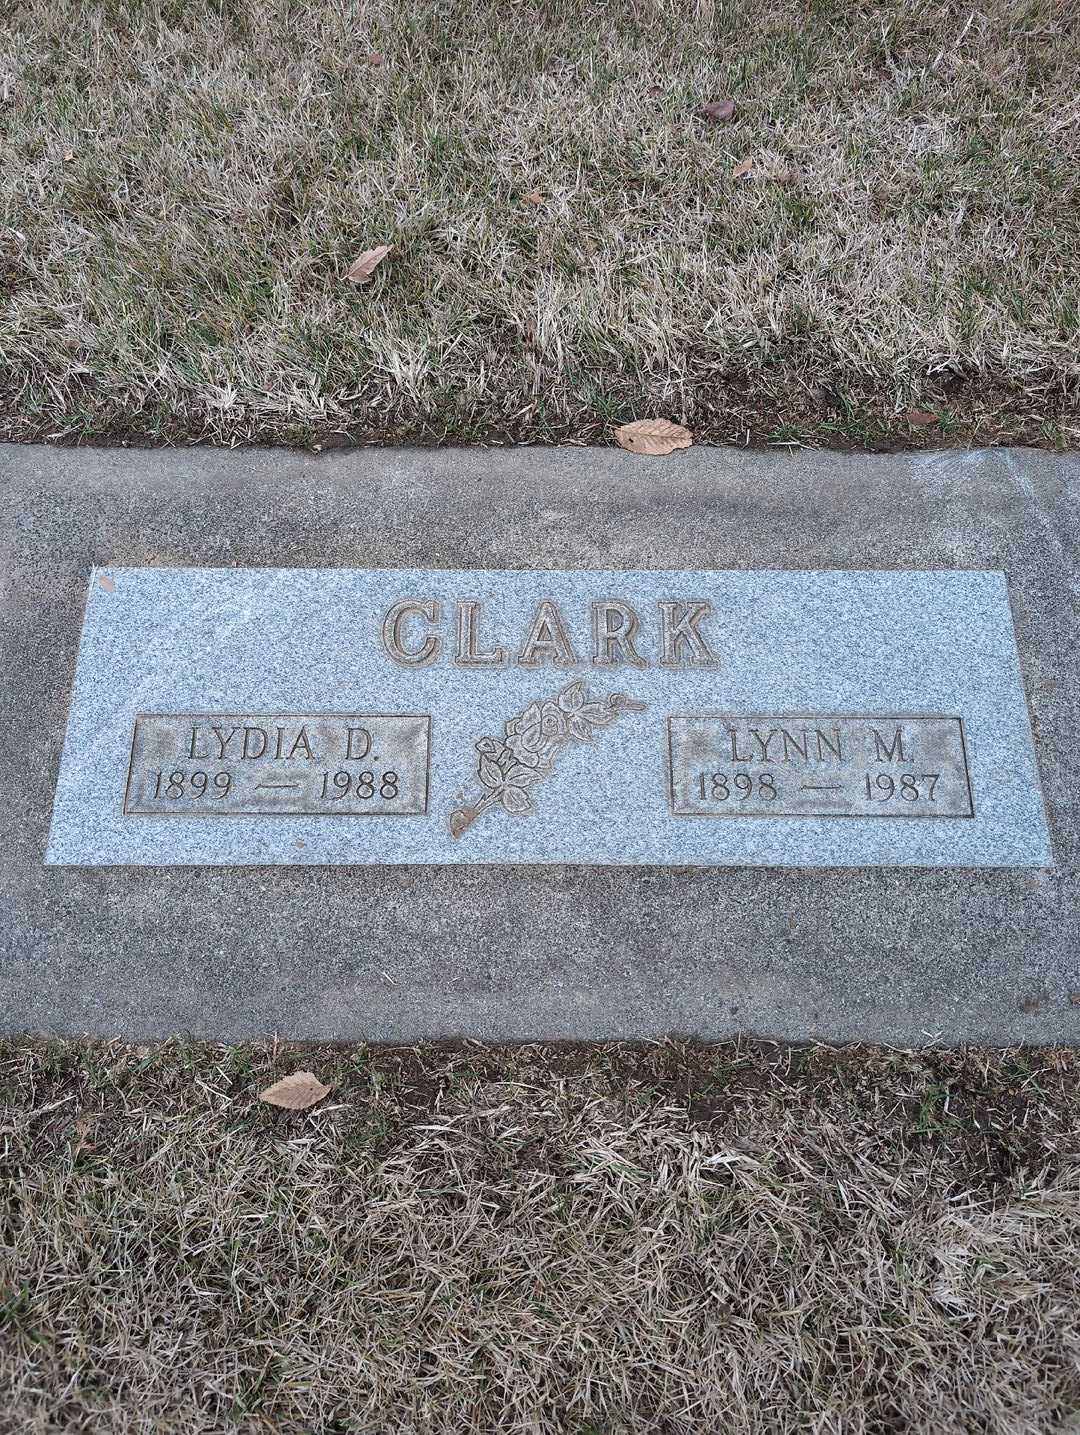 CLARK
LYDIA D.
1899 — 1988
LYNN M.
1898 — 1987